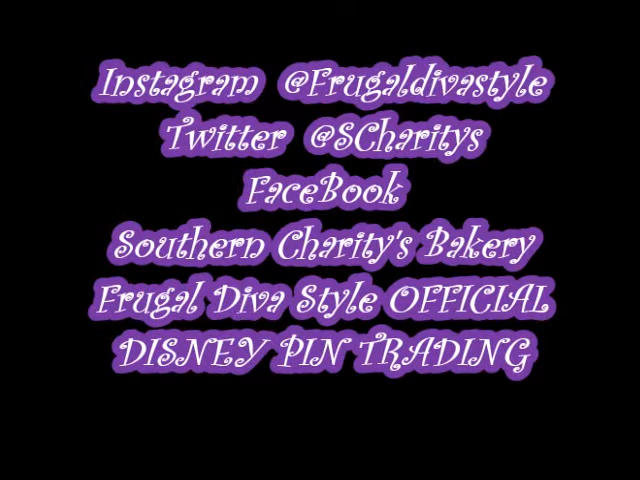 Instagram @Frugaldivastyle
Twitter @SCharitys
FaceBook
Southern Charity's Bakery
Frugal Diva Style OFFICIAL
DISNEY PIN TRADING